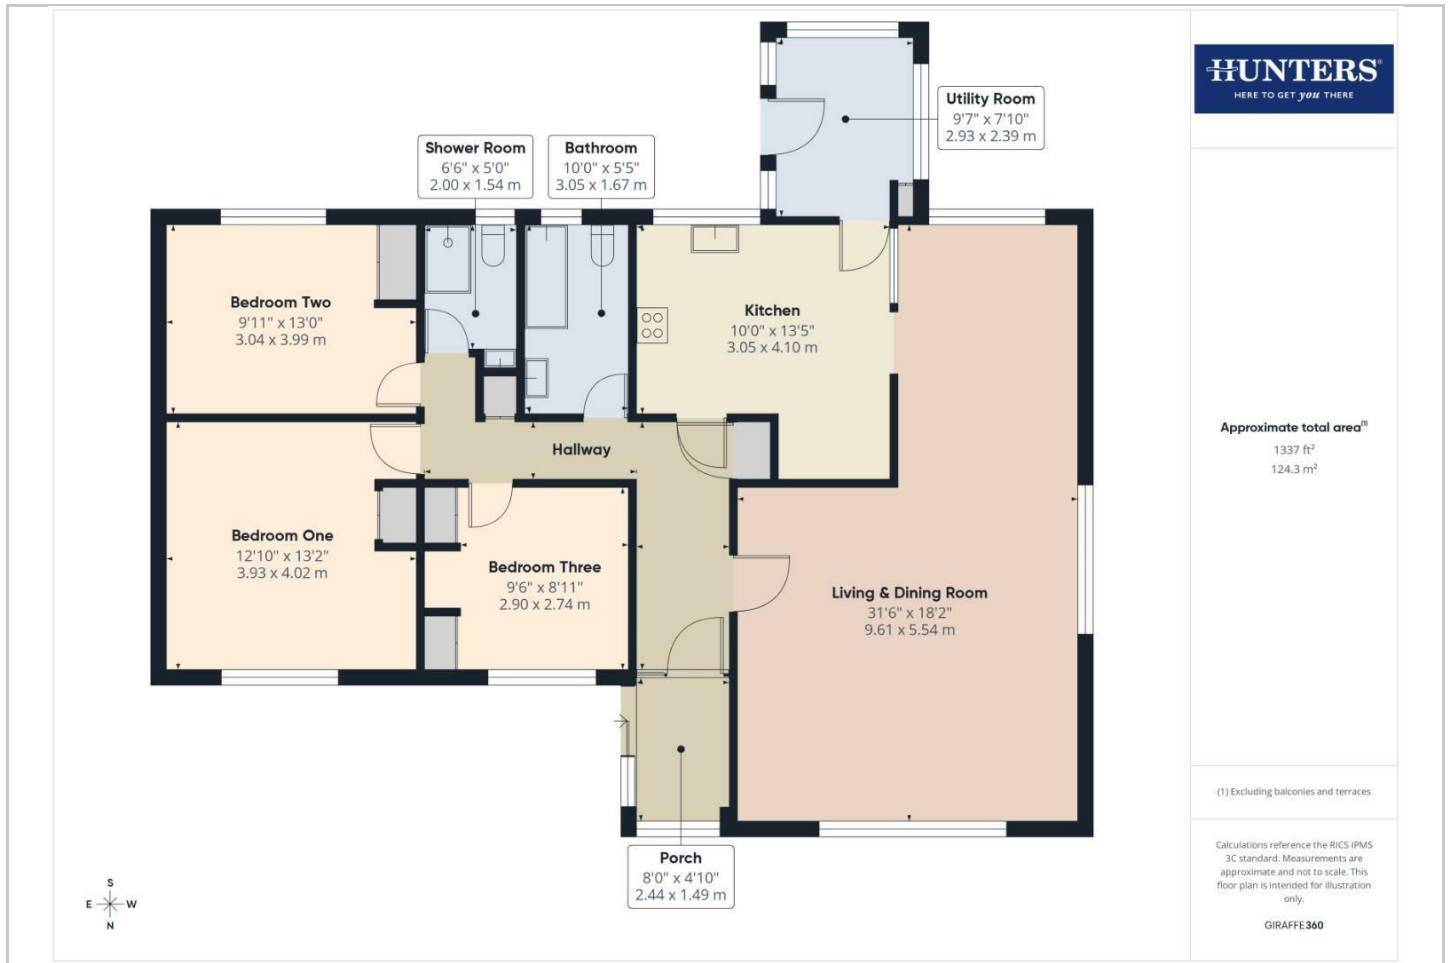 HUNTERS®
HERE TO GET you THERE
Utility Room
9'7" x 7'10"
2.93 x 2.39 m
Shower Room
6'6" x 5'0"
2.00 x 1.54 m
Bathroom
10'0" x 5'5"
3.05 x 1.67 m
Bedroom Two
9'11" x 13'0"
3.04 x 3.99 m
Kitchen
10'0" x 13'5"
3.05 x 4.10 m
Hallway
Bedroom One
12'10" x 13'2"
3.93 x 4.02 m
Bedroom Three
9'6" x 8'11"
2.90 x 2.74 m
Living & Dining Room
31'6" x 18'2"
9.61 x 5.54 m
Porch
8'0" x 4'10"
2.44 x 1.49 m
S
E W
N
Approximate total area(1)
1337 ft²
124.3 m²
(1) Excluding balconies and terraces
Calculations reference the RICS IPMS
3C standard. Measurements are
approximate and not to scale. This
floor plan is intended for illustration
only.
GIRAFFE360